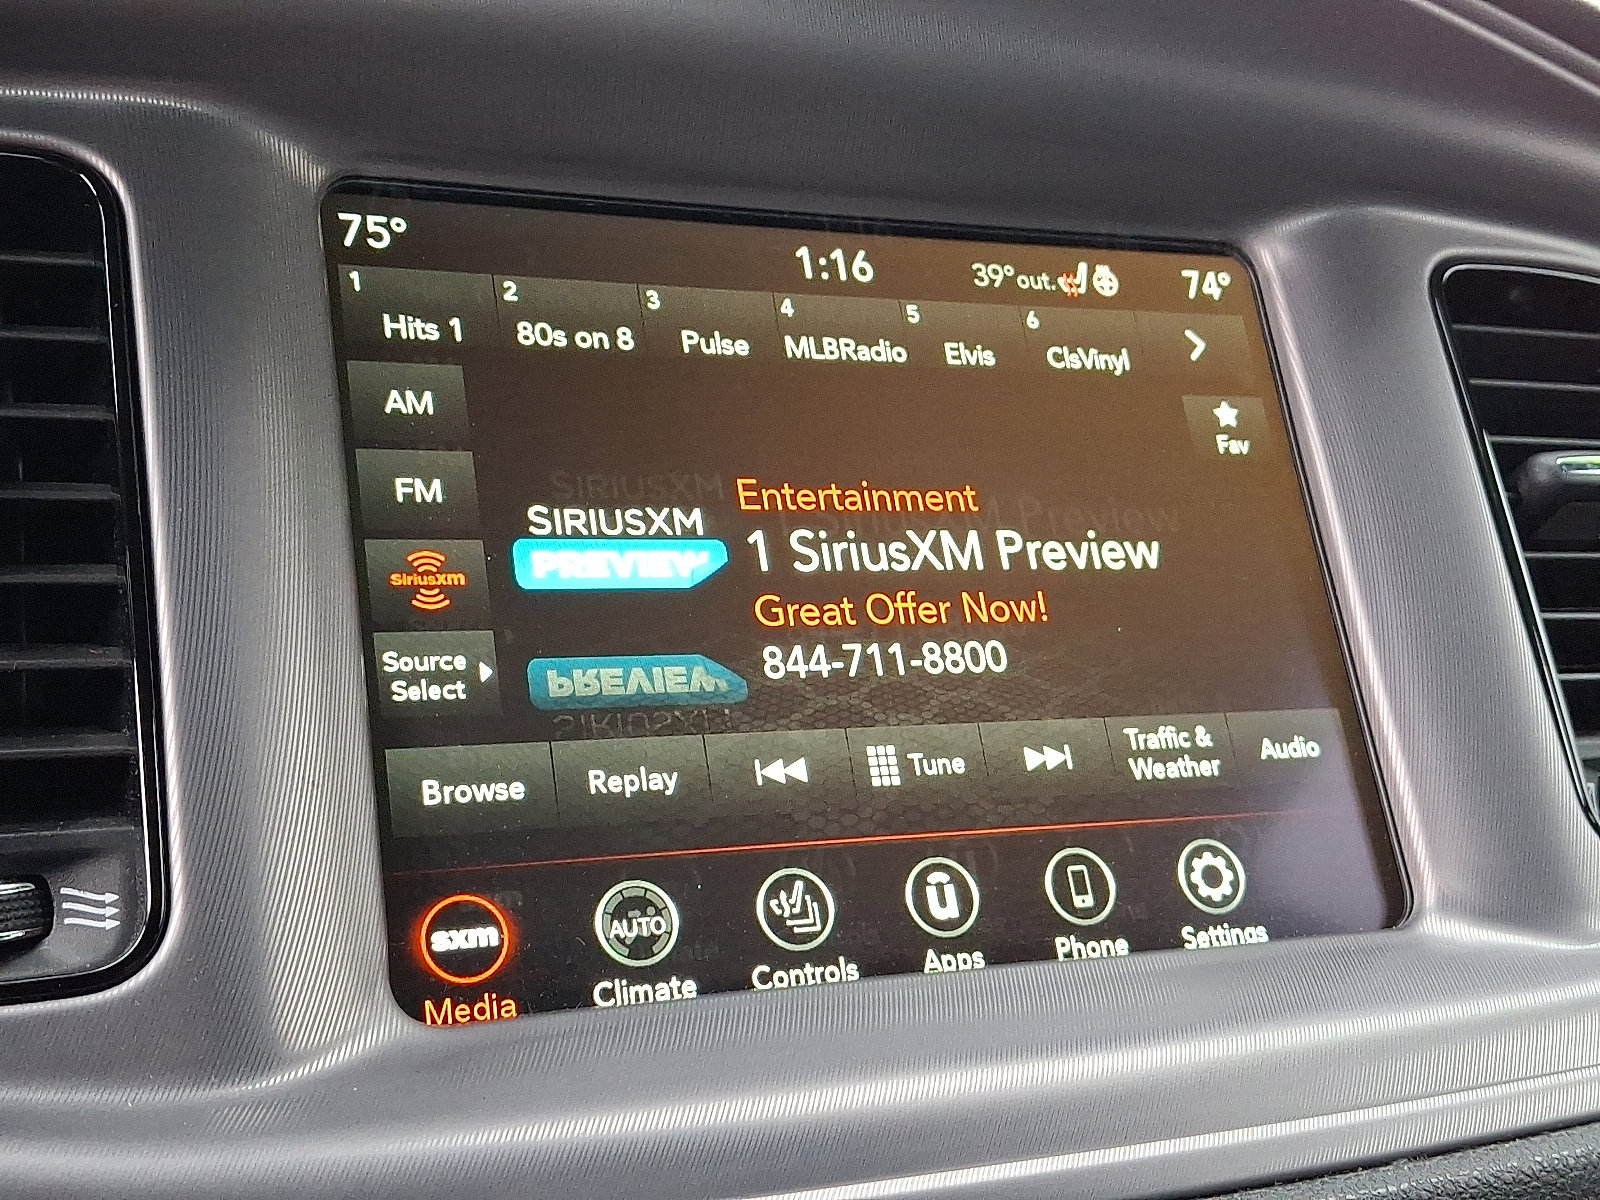 75°
1:16
39° out.
74°
1
Hits 1
2
80s on 8
3
Pulse
4
MLBRadio
5
Elvis
6
ClsVinyl
AM
FM
SiriusXm
Source
Select
Fav
SIRIUSXM
PREVIEW
Entertainment
1 SiriusXM Preview
Great Offer Now!
844-711-8800
PREVIEW
SIRIUSXM
Browse
Replay
Tune
Traffic &
Weather
Audio
sxm
Media
AUTO
Climate
Controls
ū
Apps
Phone
Settings